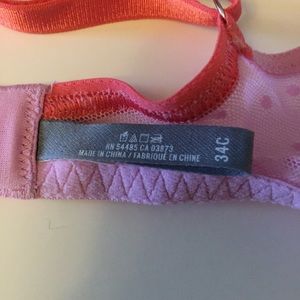 RN 54485 CA 03873
MADE IN CHINA / FABRIQUÉ EN CHINE
34C